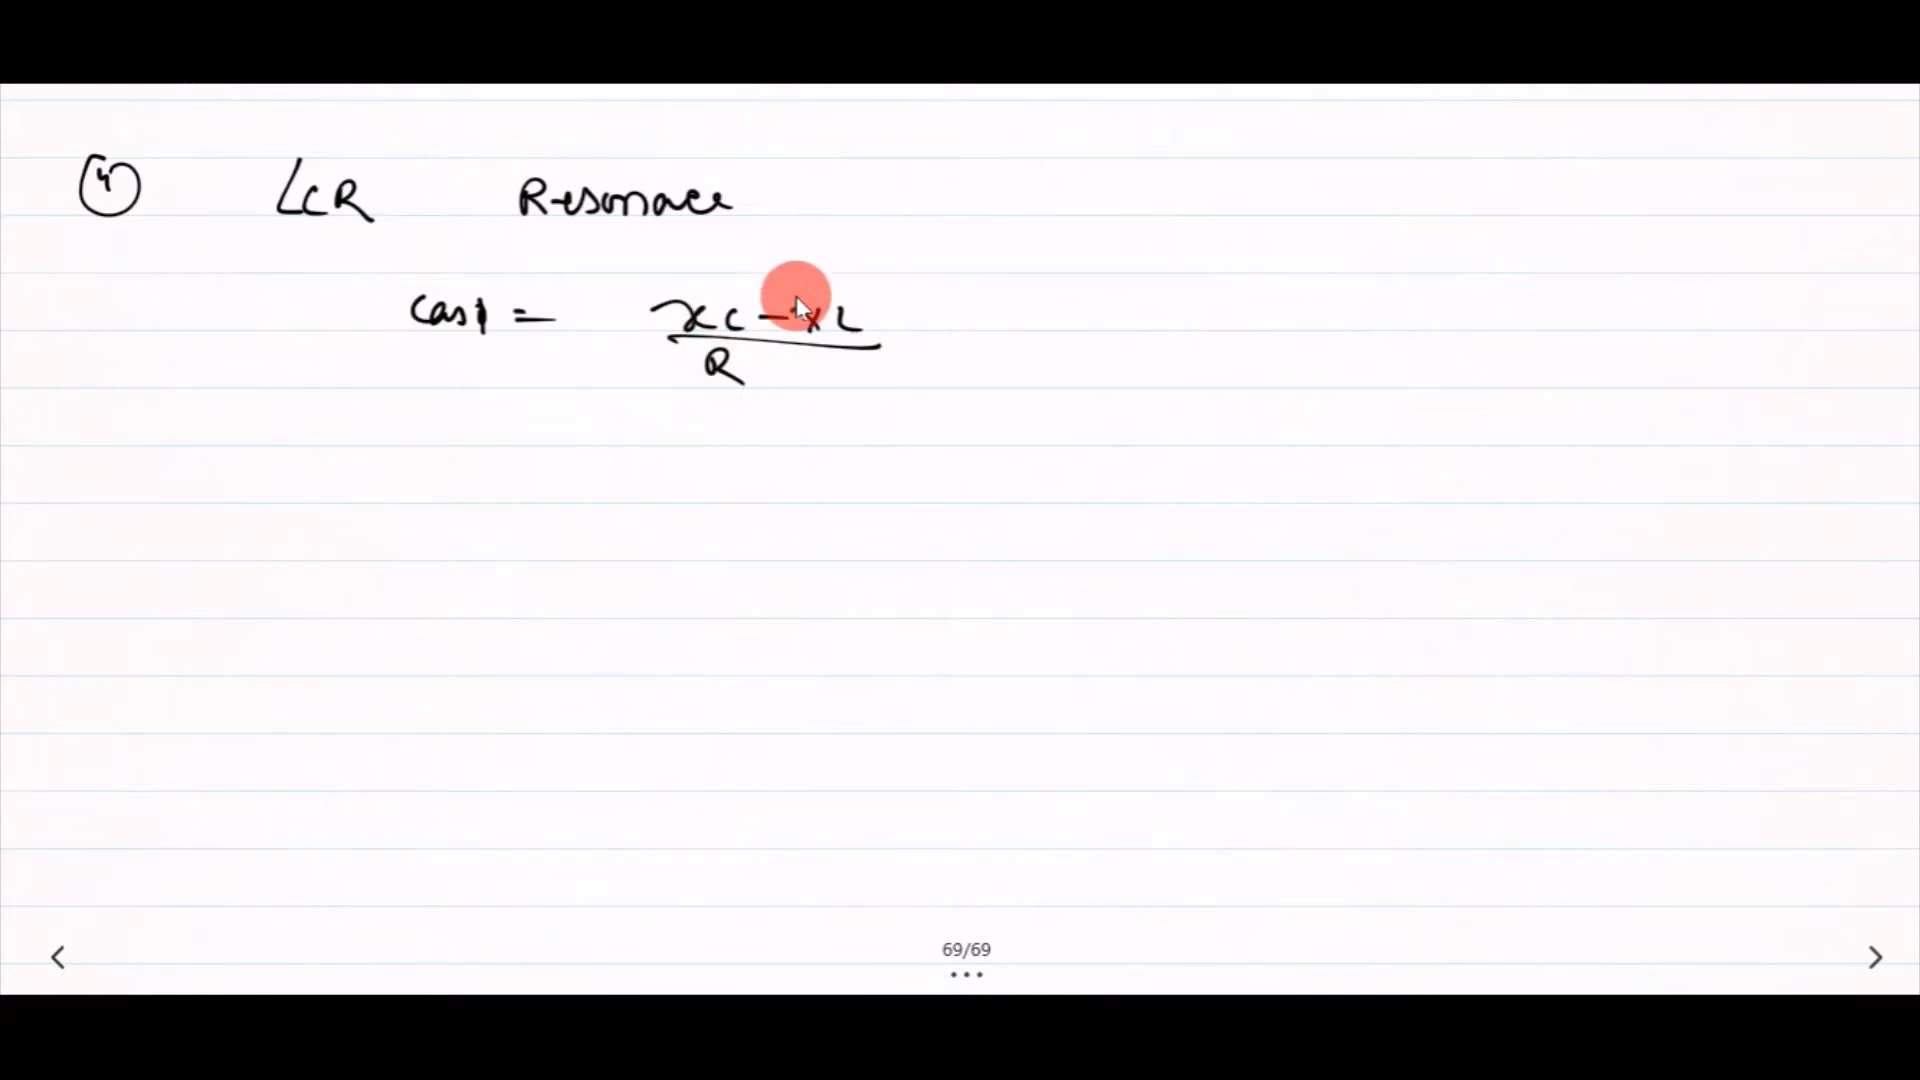 ④ LCR Resonace
cosϕ = xc - xL
R
69/69